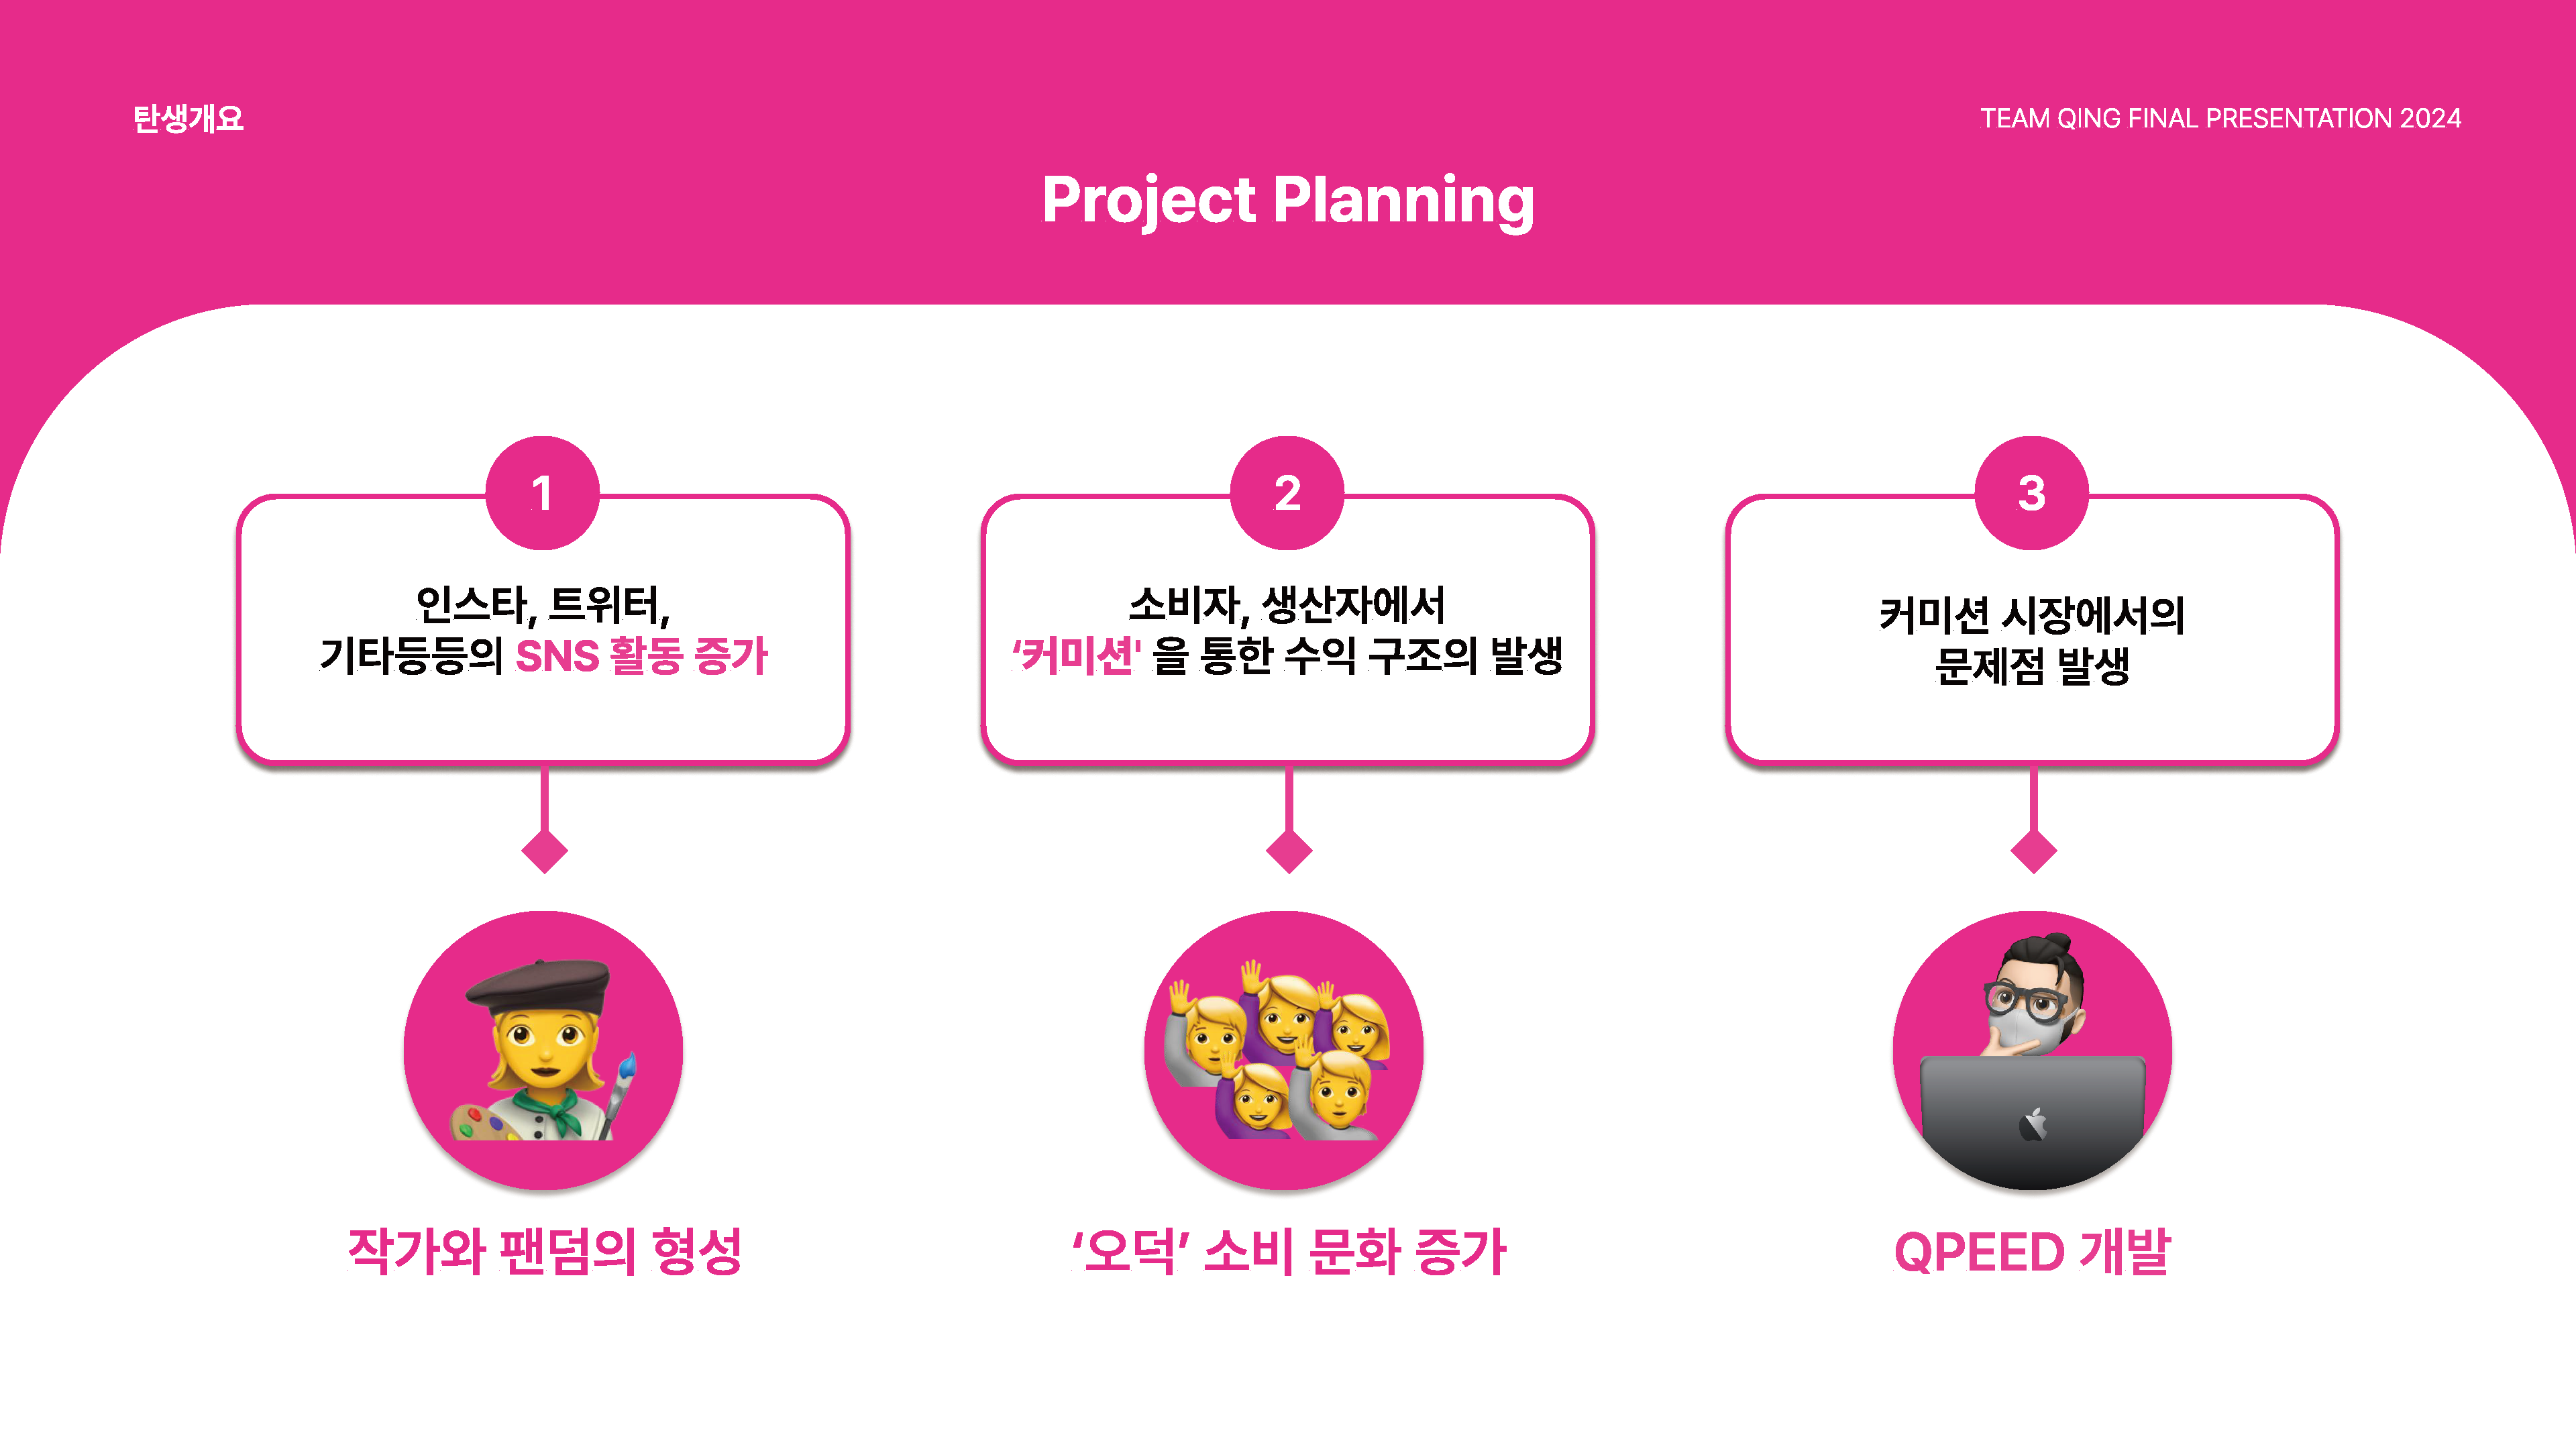 탄생개요
TEAM QING FINAL PRESENTATION 2024
Project Planning
1
인스타, 트위터,
기타등등의 SNS 활동 증가
작가와 팬덤의 형성
2
소비자, 생산자에서
‘커미션' 을 통한 수익 구조의 발생
‘오덕’ 소비 문화 증가
3
커미션 시장에서의
문제점 발생
QPEED 개발